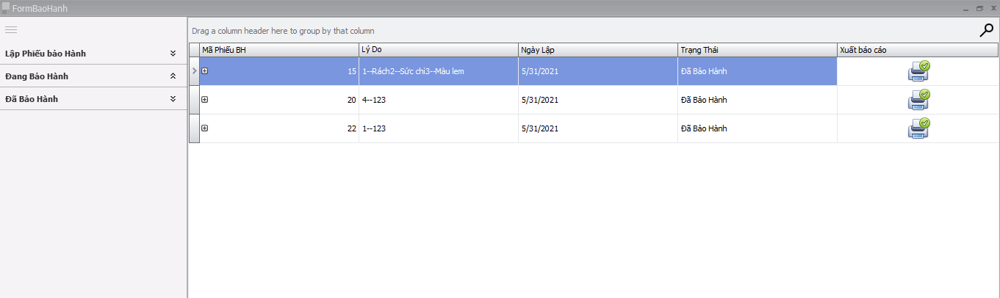 FormBaoHanh
Drag a column header here to group by that column
Lập Phiếu bảo Hành
Đang Bảo Hành
Đã Bảo Hành
Mã Phiếu BH Lý Do Ngày Lập Trạng Thái Xuất báo cáo
15 1--Rách2--Sức chỉ3--Màu lem 5/31/2021 Đã Bảo Hành
20 4--123 5/31/2021 Đã Bảo Hành
22 1--123 5/31/2021 Đã Bảo Hành